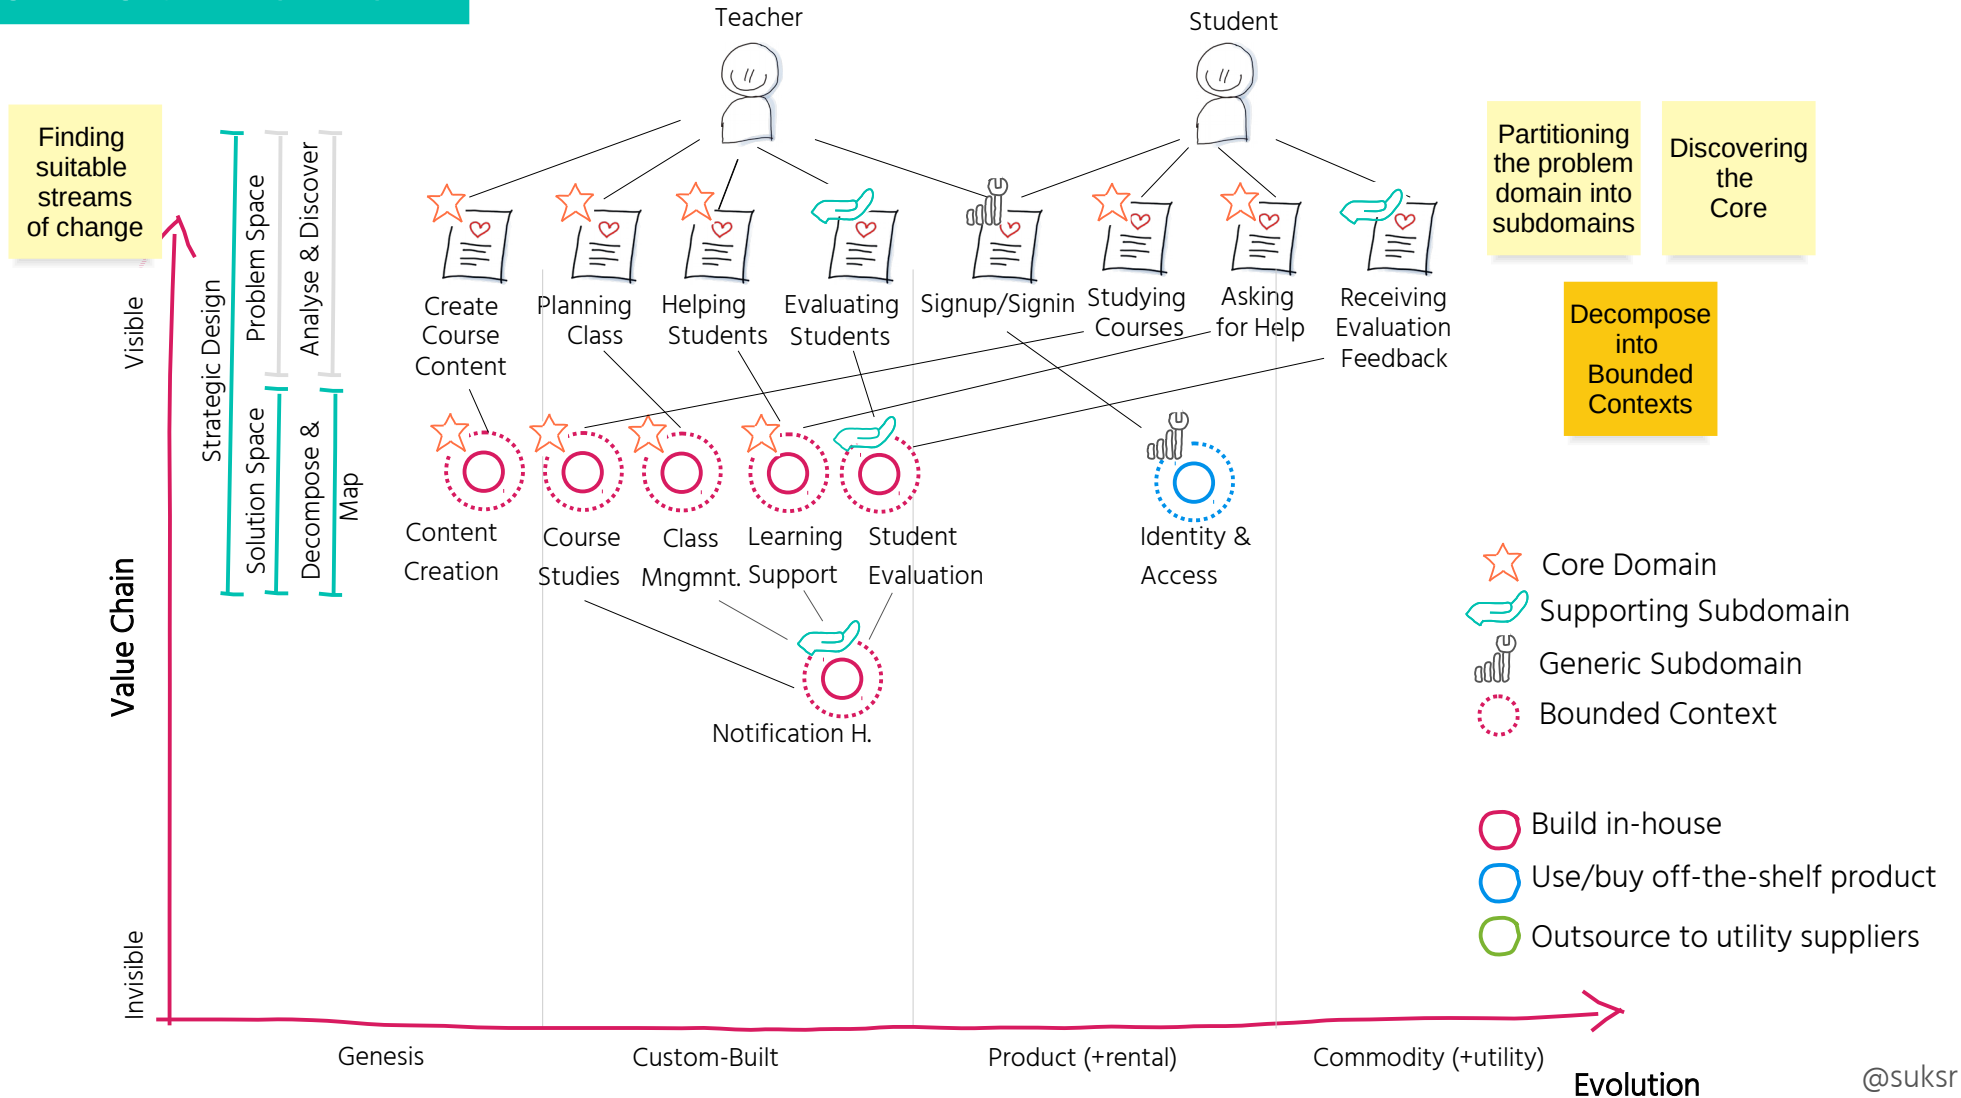 Teacher
Student
Finding
suitable
streams
of change
Partitioning
the problem
domain into
subdomains
Discovering
the
Core
Decompose
into
Bounded
Contexts
Visible
Strategic Design
Problem Space
Analyse & Discover
Solution Space
Decompose &
Map
Value Chain
Invisible
Create
Course
Content
Planning
Class
Helping
Students
Evaluating
Students
Signup/Signin
Studying
Courses
Asking
for Help
Receiving
Evaluation
Feedback
Content
Creation
Course
Studies
Class
Mngmnt.
Learning
Support
Student
Evaluation
Identity &
Access
Notification H.
Core Domain
Supporting Subdomain
Generic Subdomain
Bounded Context
Build in-house
Use/buy off-the-shelf product
Outsource to utility suppliers
Genesis
Custom-Built
Product (+rental)
Commodity (+utility)
Evolution
@suksr